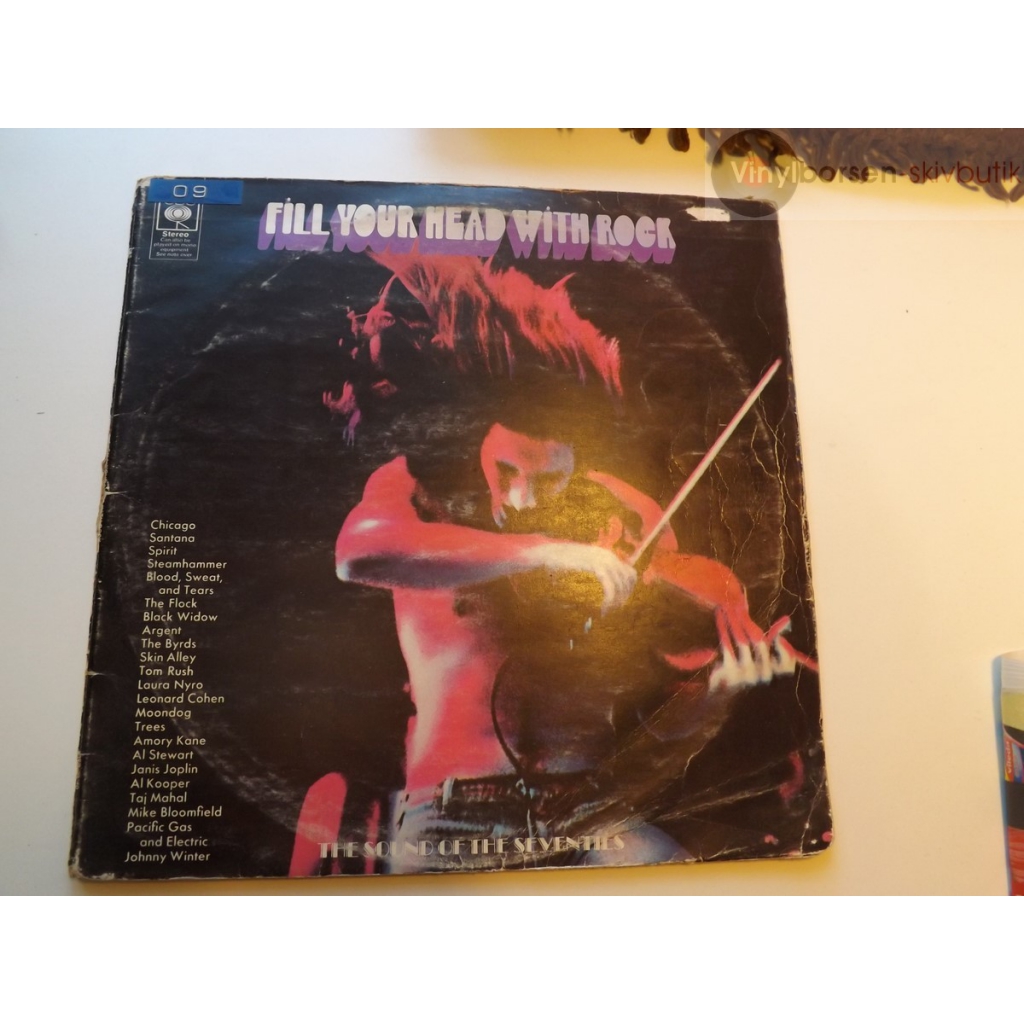 Vinylbörsen-skivbutik
09
Stereo
FiLL YOUR HEAD WiTH ROCK
Chicago
Santana
Spirit
Steamhammer
Blood, Sweat,
and Tears
The Flock
Black Widow
Argent
The Byrds
Skin Alley
Tom Rush
Laura Nyro
Leonard Cohen
Moondog
Trees
Amory Kane
Al Stewart
Janis Joplin
Al Kooper
Taj Mahal
Mike Bloomfield
Pacific Gas
and Electric
Johnny Winter
THE SOUND OF THE SEVENTIES